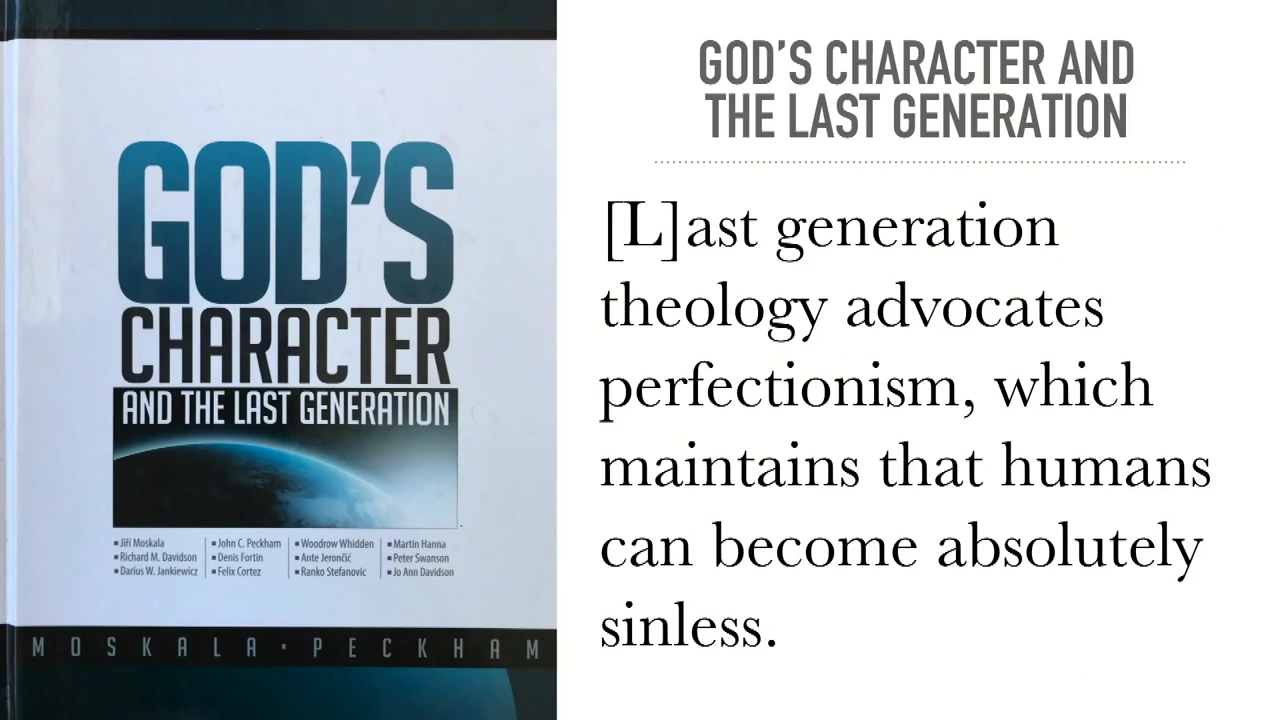 GOD'S
CHARACTER
AND THE LAST GENERATION
▪ Jiří Moskala
▪ Richard M. Davidson
▪ Darius W. Jankiewicz
▪ John C. Peckham
▪ Denis Fortin
▪ Felix Cortez
▪ Woodrow Whidden
▪ Ante Jerončić
▪ Ranko Stefanovic
▪ Martin Hanna
▪ Peter Swanson
▪ Jo Ann Davidson
MOSKALA · PECKHAM
GOD'S CHARACTER AND
THE LAST GENERATION
[L]ast generation
theology advocates
perfectionism, which
maintains that humans
can become absolutely
sinless.